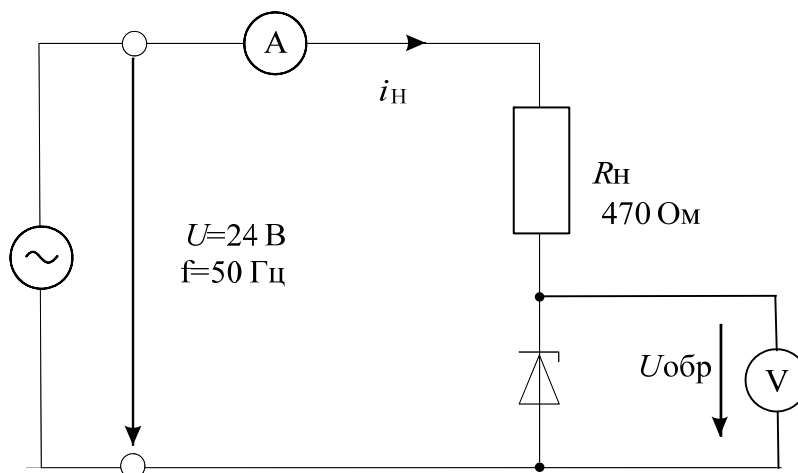 A
iН
RН
470 Ом
U=24 В
f=50 Гц
Uобр
V